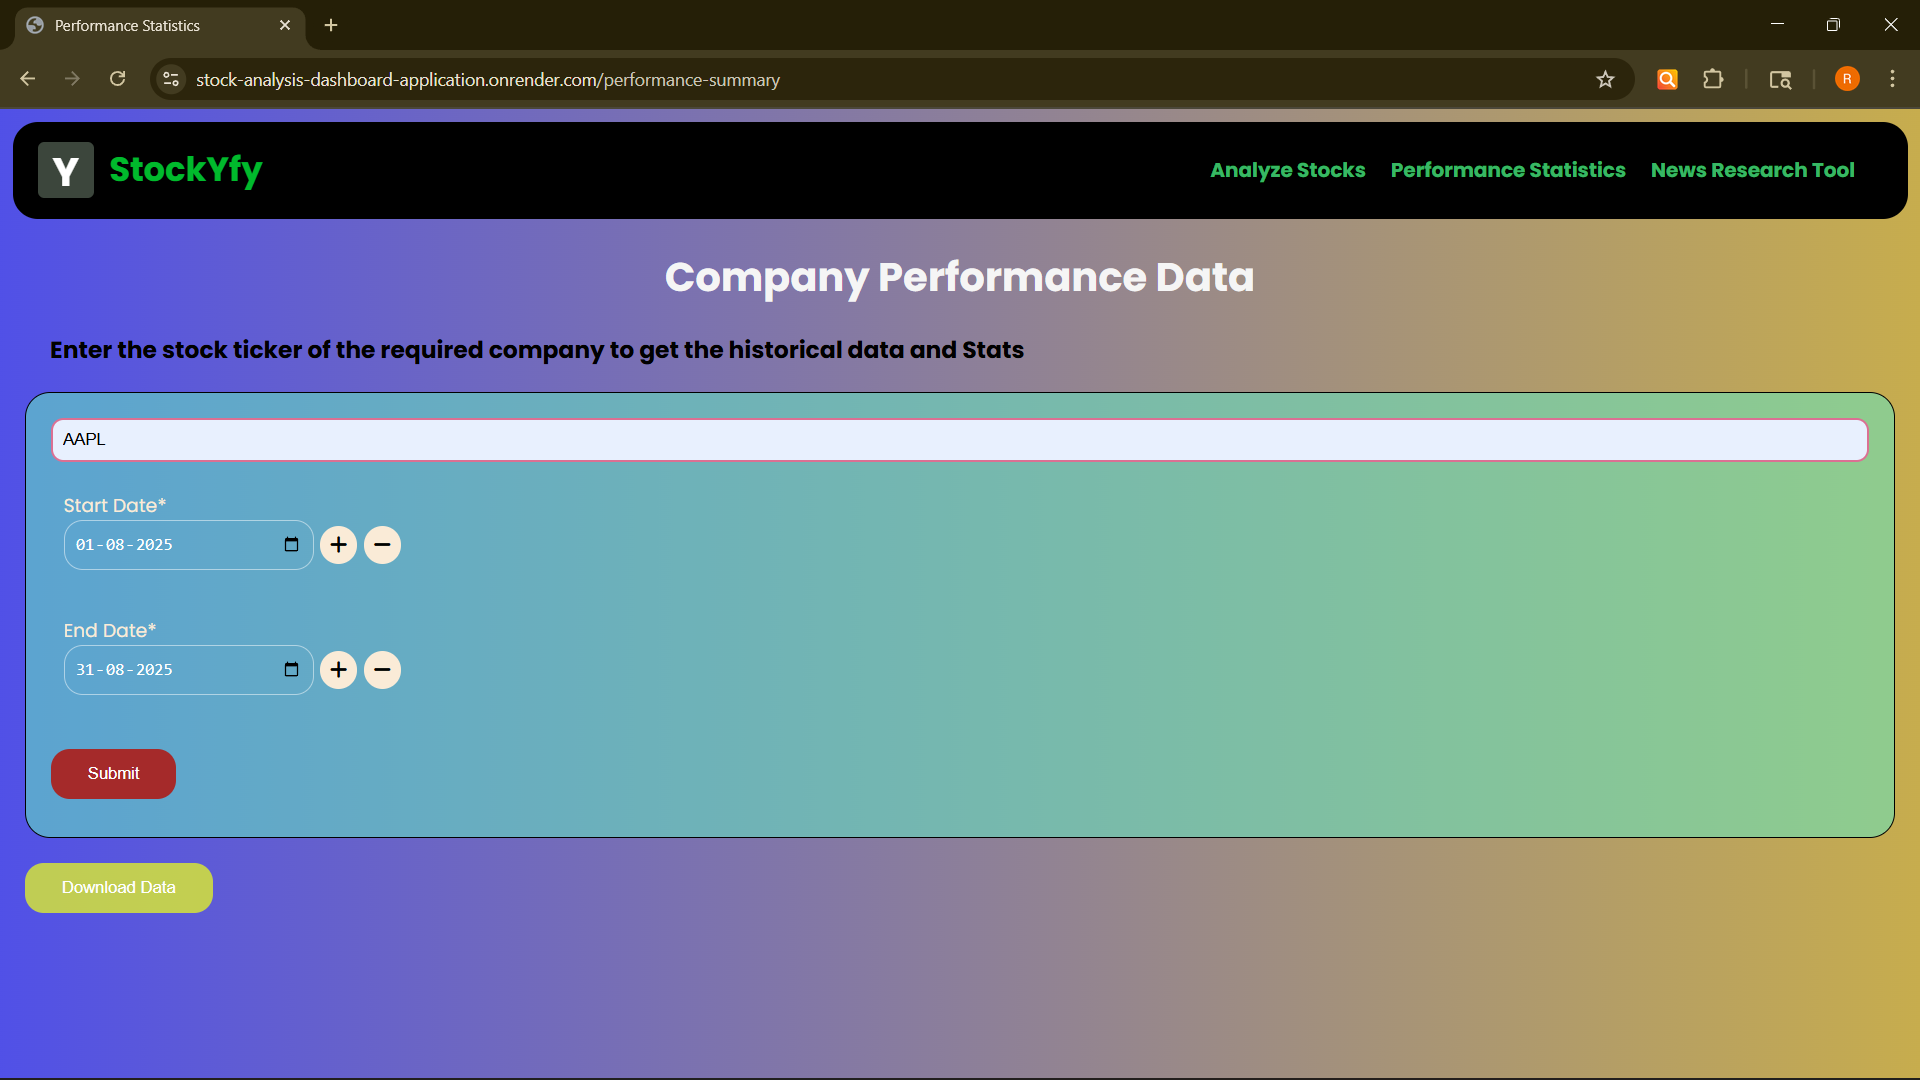 Performance Statistics
stock-analysis-dashboard-application.onrender.com/performance-summary
R
Y StockYfy
Analyze Stocks Performance Statistics News Research Tool
Company Performance Data
Enter the stock ticker of the required company to get the historical data and Stats
AAPL
Start Date*
01-08-2025
+ −
End Date*
31-08-2025
+ −
Submit
Download Data